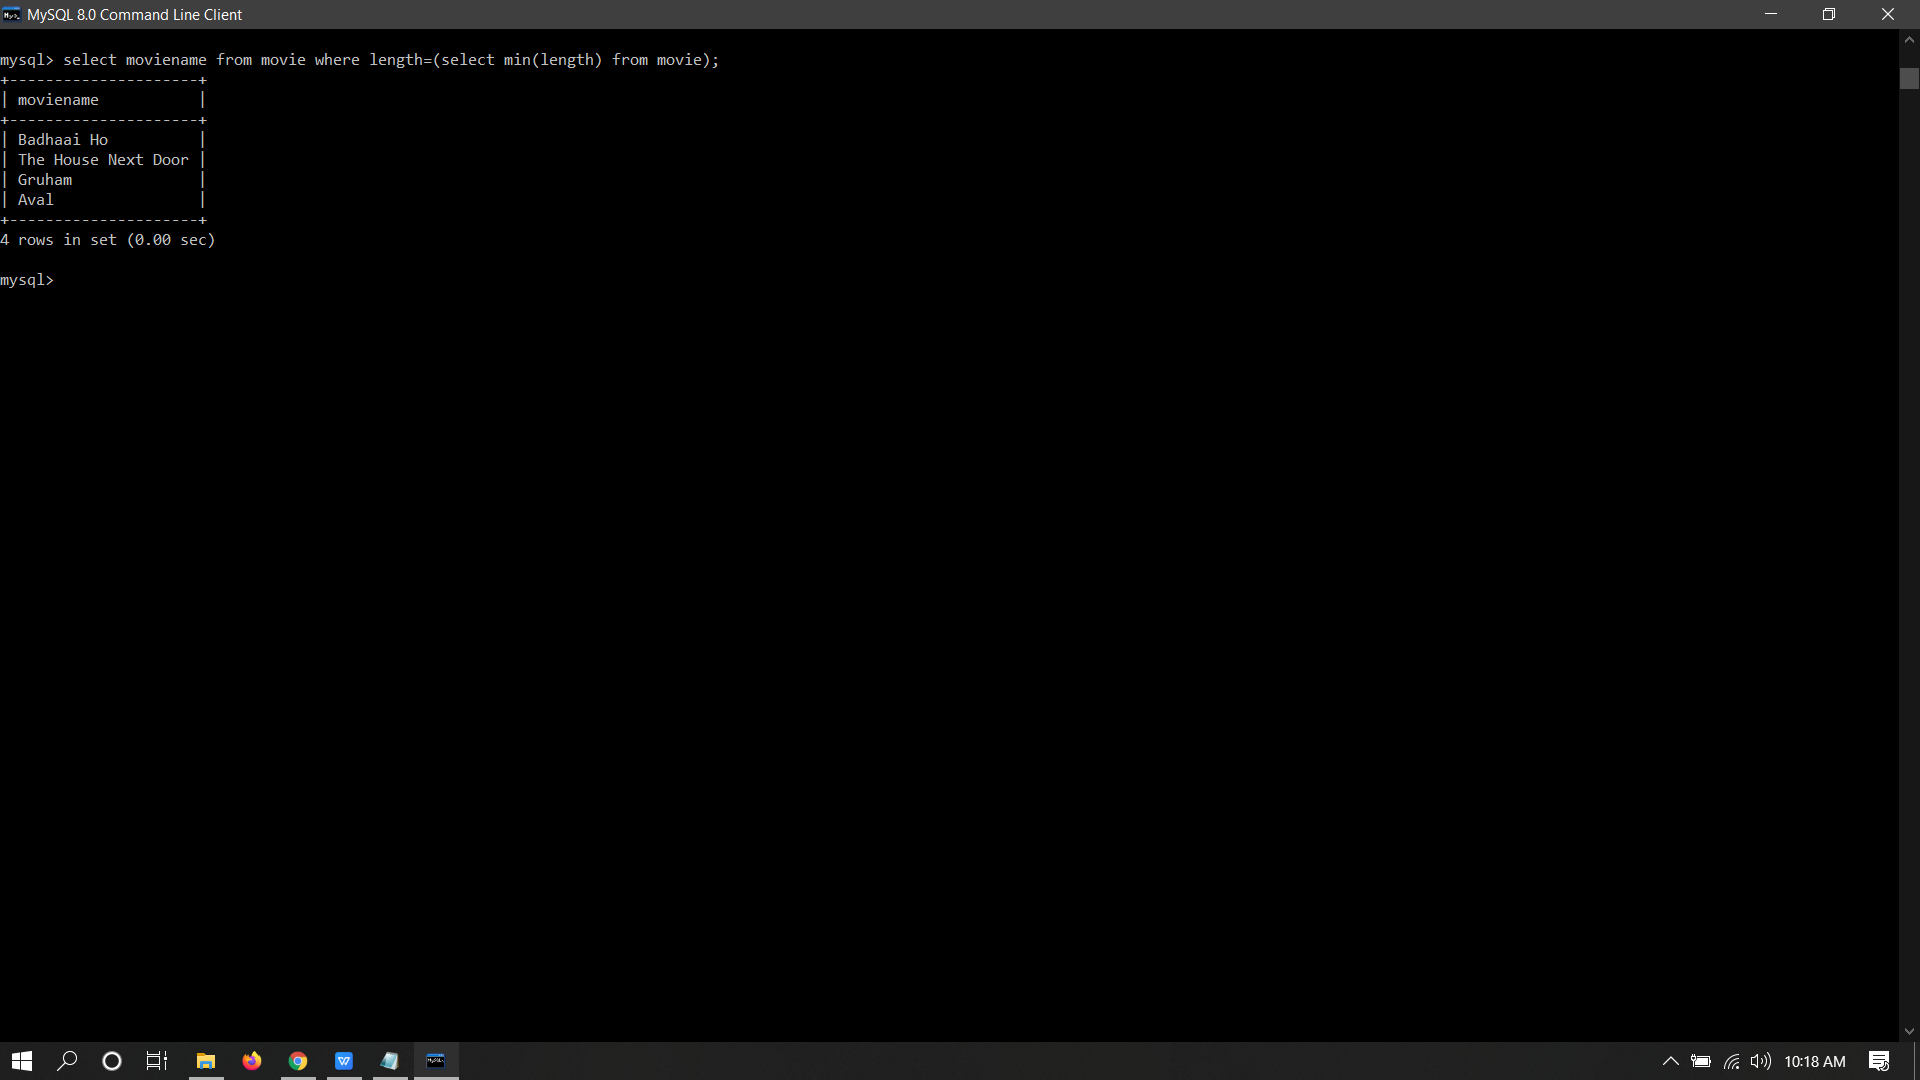 MySQL 8.0 Command Line Client
mysql> select moviename from movie where length=(select min(length) from movie);
+---------------------+
| moviename           |
+---------------------+
| Badhaai Ho          |
| The House Next Door |
| Gruham              |
| Aval                |
+---------------------+
4 rows in set (0.00 sec)
mysql>
10:18 AM